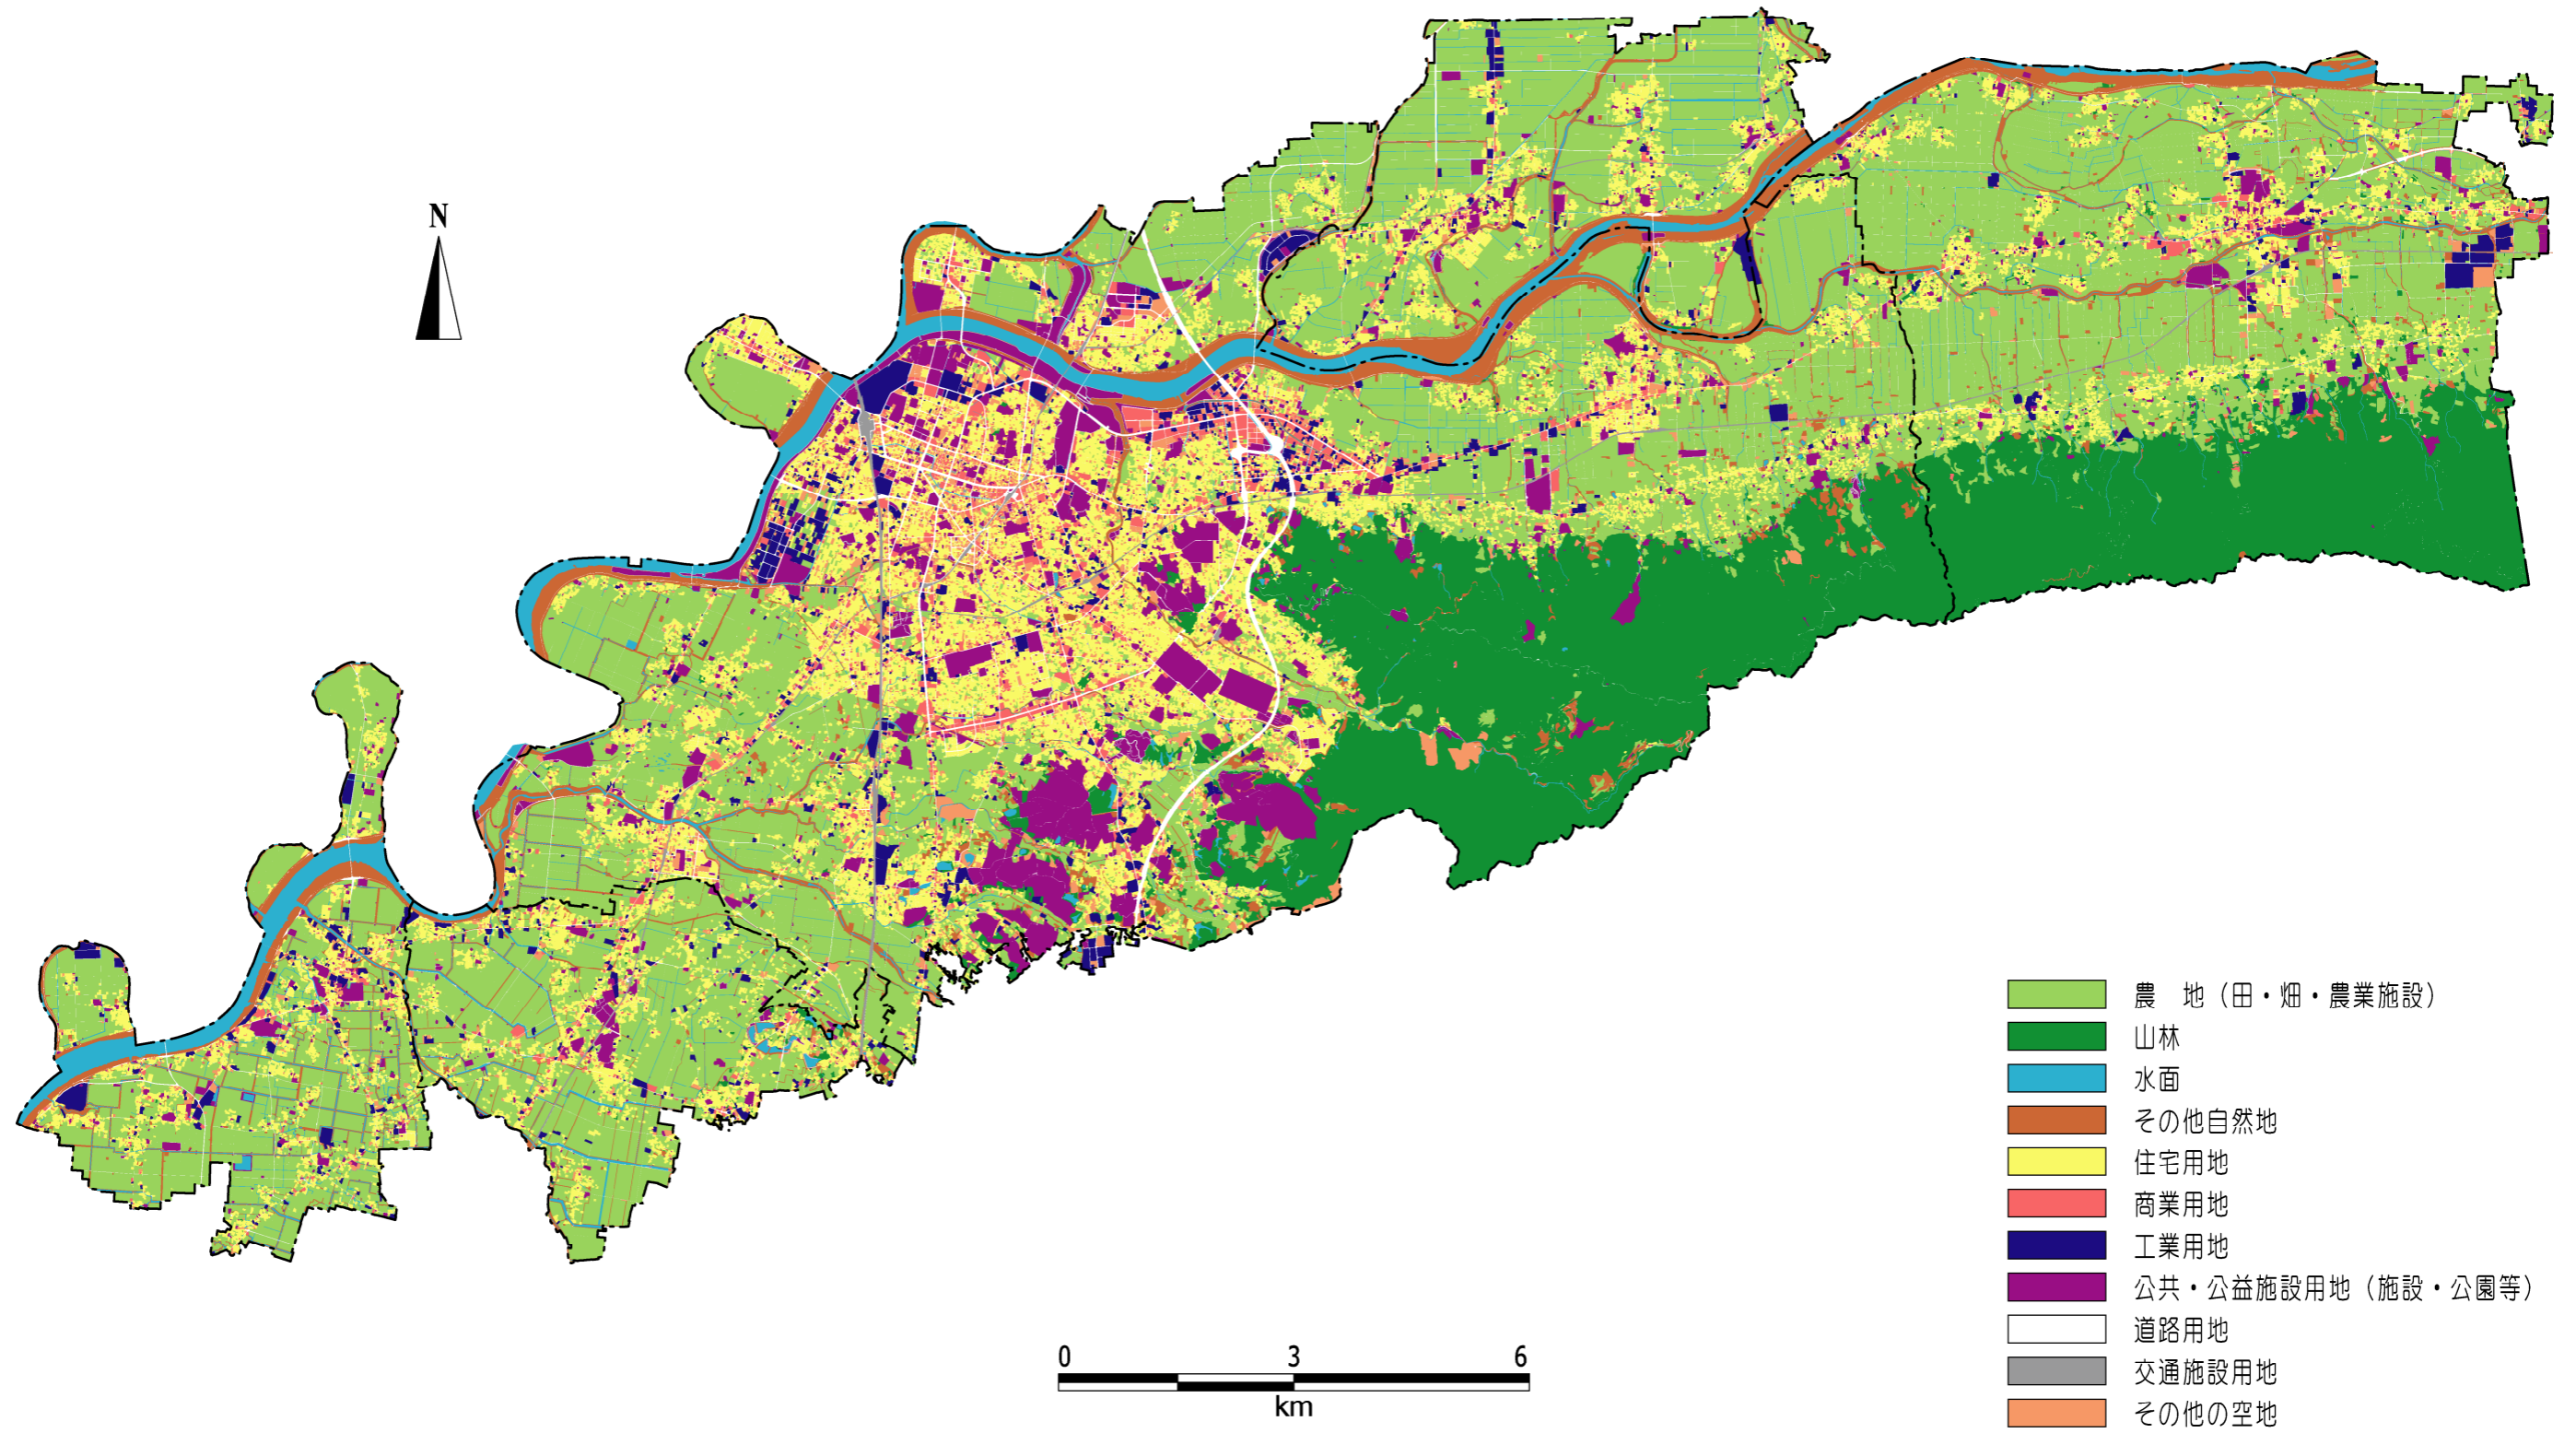 N
農　地（田・畑・農業施設）
山林
水面
その他自然地
住宅用地
商業用地
工業用地
公共・公益施設用地（施設・公園等）
道路用地
交通施設用地
その他の空地
0 3 6
km